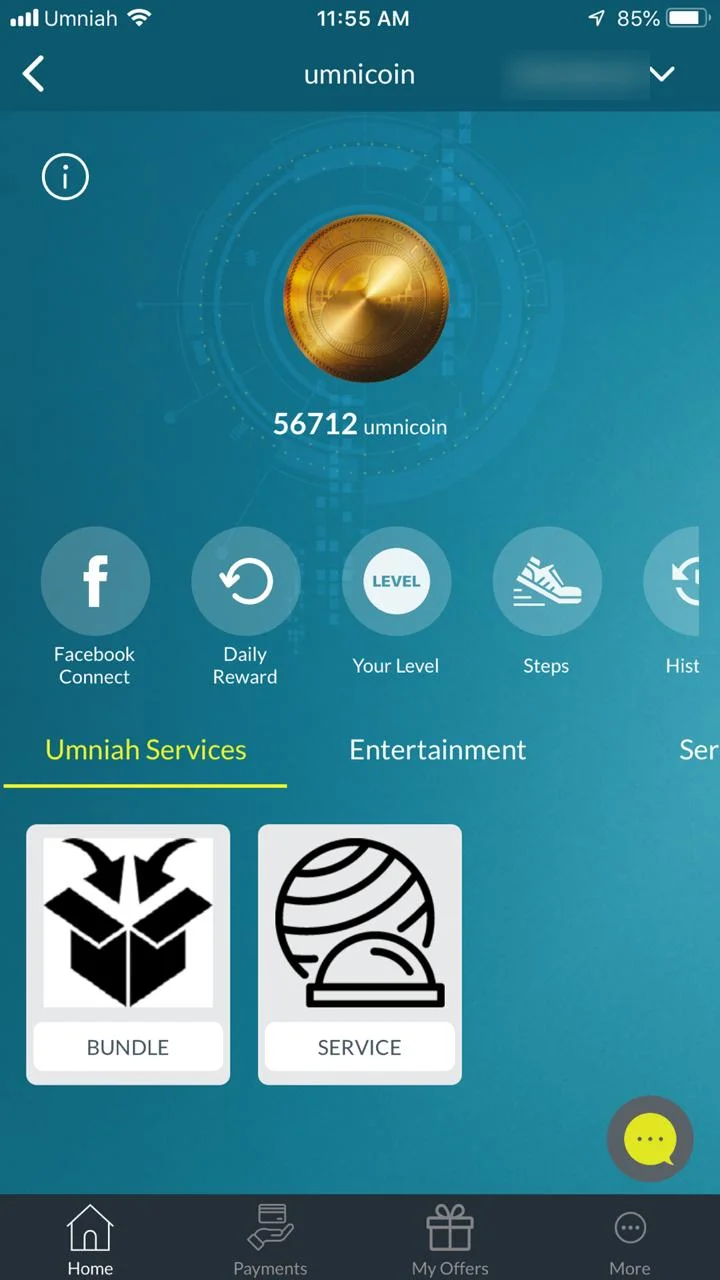 Umniah
11:55 AM
85%
umnicoin
i
UMNICOIN
56712 umnicoin
f
LEVEL
Facebook
Connect
Daily
Reward
Your Level
Steps
Hist
Umniah Services
Entertainment
Ser
BUNDLE
SERVICE
Home
Payments
My Offers
More